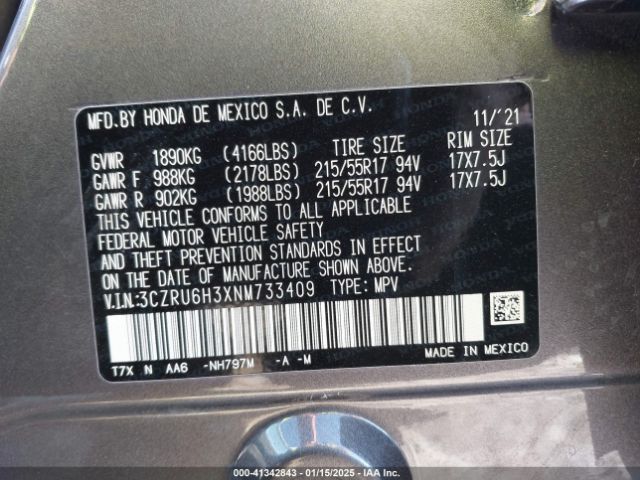 MFD.BY HONDA DE MEXICO S.A. DE C.V. 11/'21
GVWR 1890KG (4166LBS) TIRE SIZE RIM SIZE
GAWR F 988KG (2178LBS) 215/55R17 94V 17X7.5J
GAWR R 902KG (1988LBS) 215/55R17 94V 17X7.5J
THIS VEHICLE CONFORMS TO ALL APPLICABLE
FEDERAL MOTOR VEHICLE SAFETY
AND THEFT PREVENTION STANDARDS IN EFFECT
ON THE DATE OF MANUFACTURE SHOWN ABOVE.
V.I.N:3CZRU6H3XNM733409 TYPE: MPV
T7X N AA6 -NH797M -A -M MADE IN MEXICO
00-41342843 - 01/15/2025 - IAA Inc.